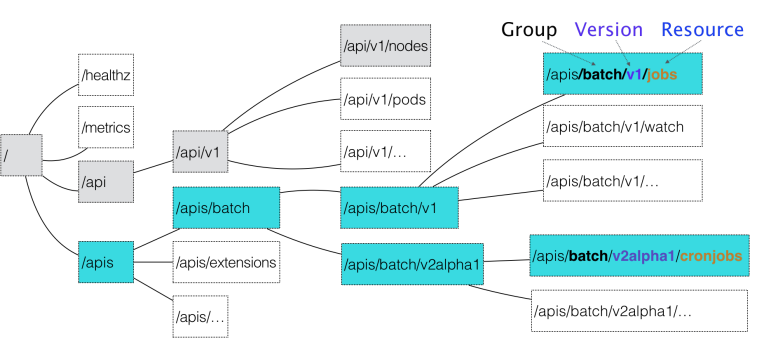 Group Version Resource
/
/healthz
/metrics
/api
/apis
/api/v1
/apis/batch
/apis/extensions
/apis/…
/api/v1/nodes
/api/v1/pods
/api/v1/…
/apis/batch/v1
/apis/batch/v2alpha1
/apis/batch/v1/jobs
/apis/batch/v1/watch
/apis/batch/v1/…
/apis/batch/v2alpha1/cronjobs
/apis/batch/v2alpha1/…